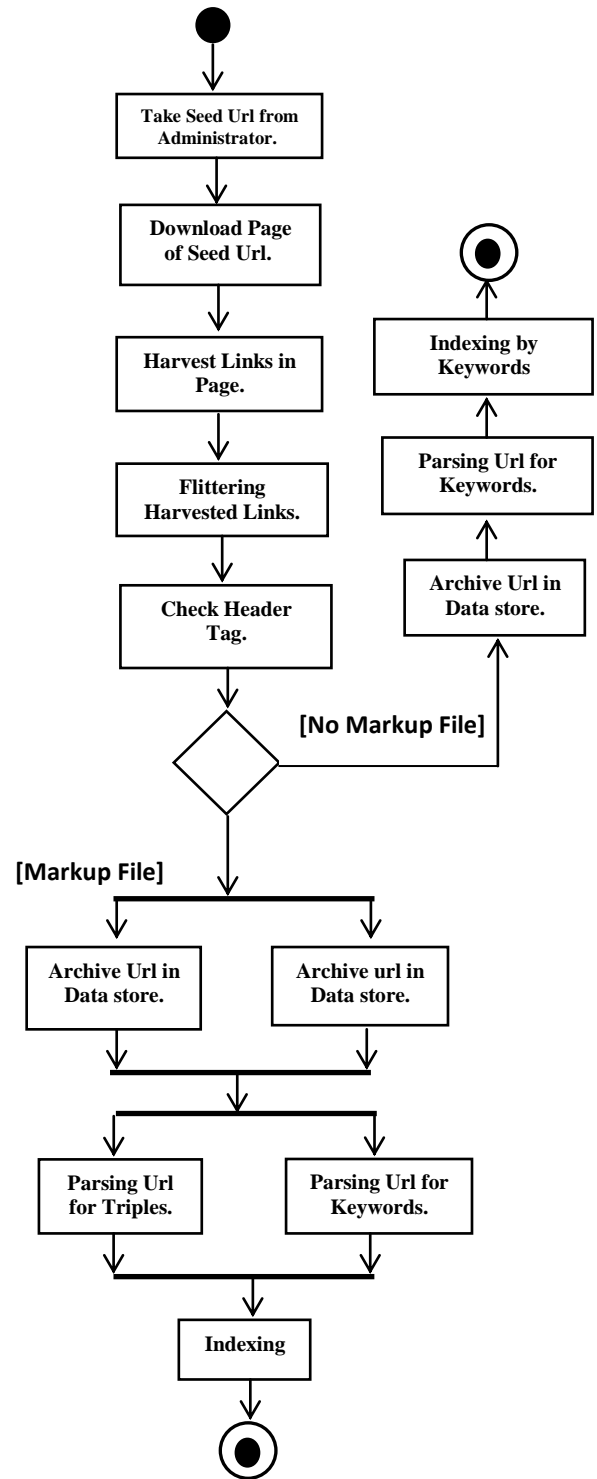 Take Seed Url from
Administrator.
Download Page
of Seed Url.
Harvest Links in
Page.
Flittering
Harvested Links.
Check Header
Tag.
[No Markup File]
Archive Url in
Data store.
Parsing Url for
Keywords.
Indexing by
Keywords
[Markup File]
Archive Url in
Data store.
Archive url in
Data store.
Parsing Url
for Triples.
Parsing Url for
Keywords.
Indexing